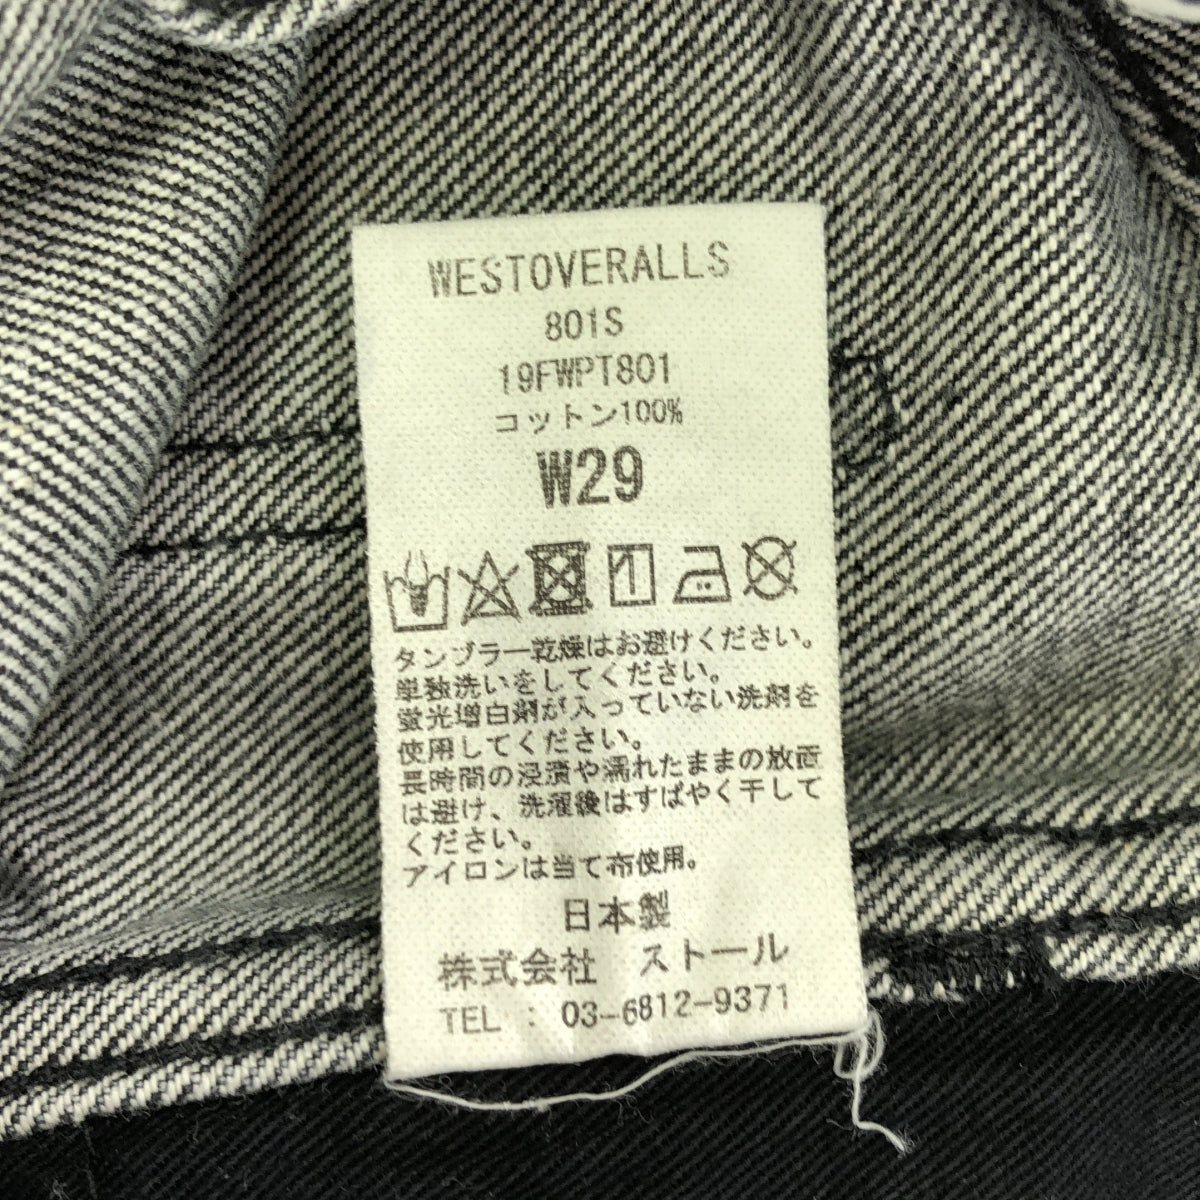 WESTOVERALLS
801S
19FWPT801
コットン100%
W29
タンブラー乾燥はお避けください。
単独洗いをしてください。
蛍光増白剤が入っていない洗剤を
使用してください。
長時間の浸漬や濡れたままの放置
は避け、洗濯後はすばやく干して
ください。
アイロンは当て布使用。
日本製
株式会社 ストール
TEL : 03-6812-9371